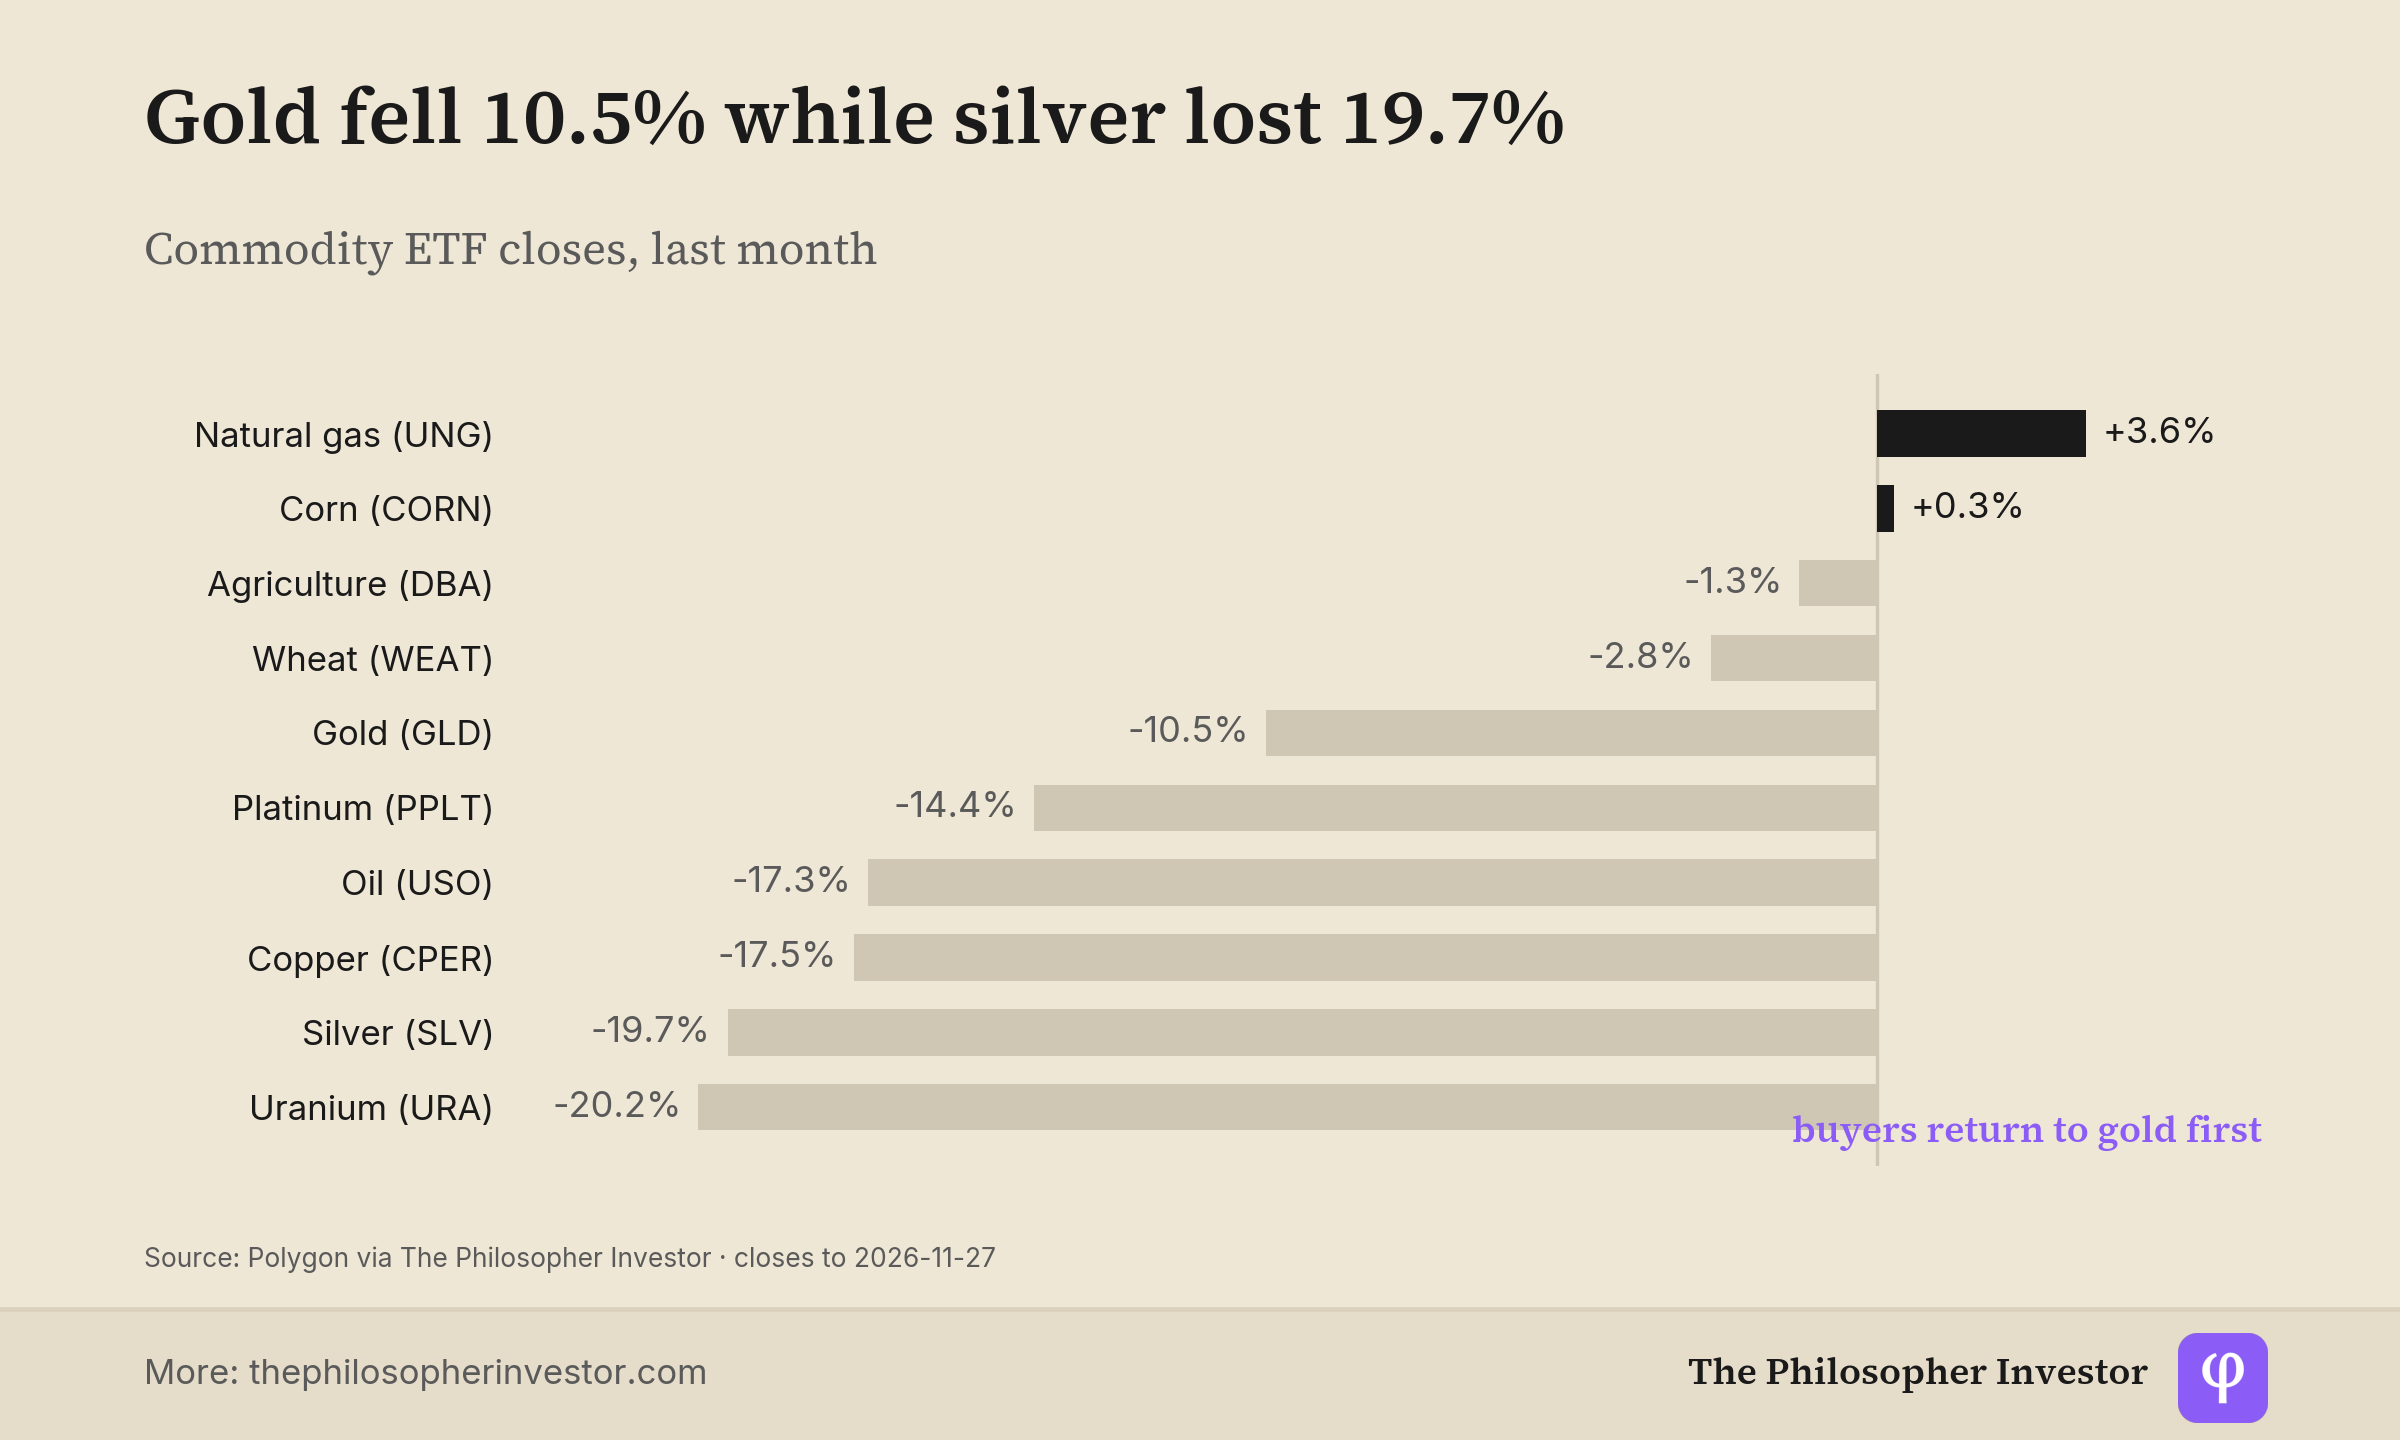 Gold fell 10.5% while silver lost 19.7%
Commodity ETF closes, last month
Natural gas (UNG) +3.6%
Corn (CORN) +0.3%
Agriculture (DBA) -1.3%
Wheat (WEAT) -2.8%
Gold (GLD) -10.5%
Platinum (PPLT) -14.4%
Oil (USO) -17.3%
Copper (CPER) -17.5%
Silver (SLV) -19.7%
Uranium (URA) -20.2%
buyers return to gold first
Source: Polygon via The Philosopher Investor · closes to 2026-11-27
More: thephilosopherinvestor.com
The Philosopher Investor φ